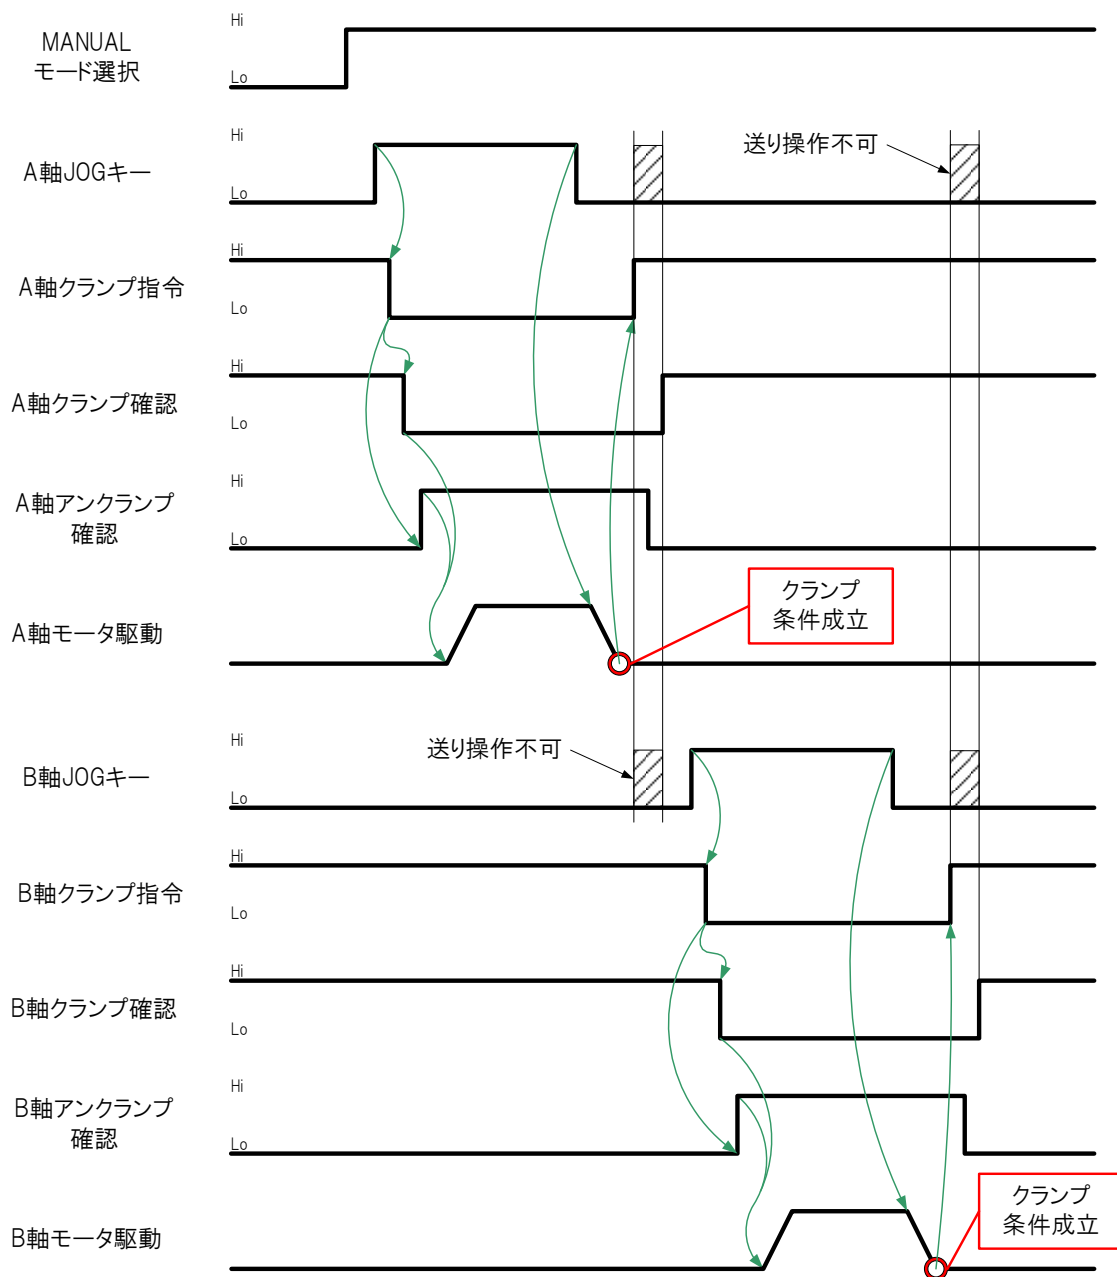 Hi
MANUAL
モード選択
Lo
Hi
送り操作不可
A軸JOGキー
Lo
Hi
A軸クランプ指令
Lo
Hi
A軸クランプ確認
Lo
Hi
A軸アンクランプ
確認
Lo
クランプ
条件成立
A軸モータ駆動
Hi
送り操作不可
B軸JOGキー
Lo
Hi
B軸クランプ指令
Lo
Hi
B軸クランプ確認
Lo
Hi
B軸アンクランプ
確認
Lo
クランプ
条件成立
B軸モータ駆動